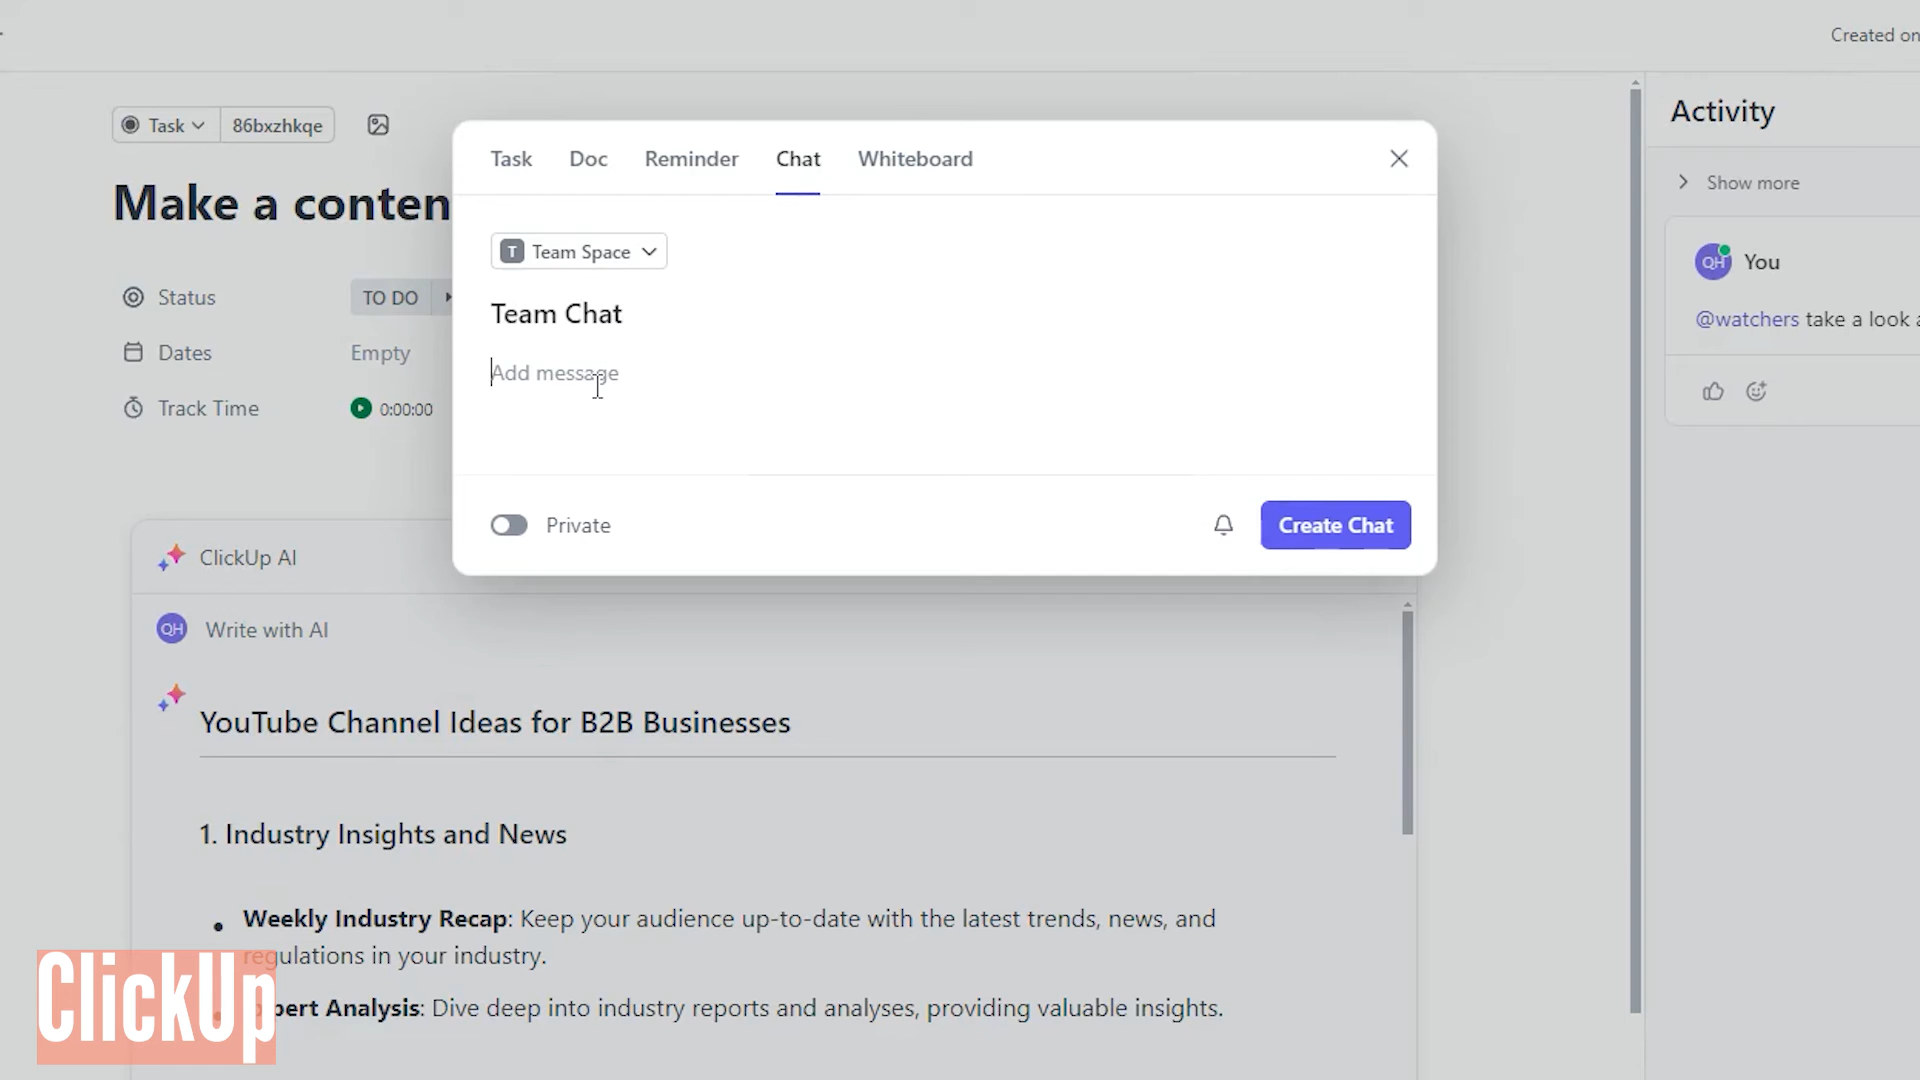 Created on
Task 86bxzhkqe
Make a conten
Status TO DO
Dates Empty
Track Time 0:00:00
Task Doc Reminder Chat Whiteboard
T Team Space
Team Chat
Add message
Private Create Chat
Activity
Show more
QH You
@watchers take a look a
ClickUp AI
QH Write with AI
YouTube Channel Ideas for B2B Businesses
1. Industry Insights and News
• Weekly Industry Recap: Keep your audience up-to-date with the latest trends, news, and
regulations in your industry.
• Expert Analysis: Dive deep into industry reports and analyses, providing valuable insights.
ClickUp